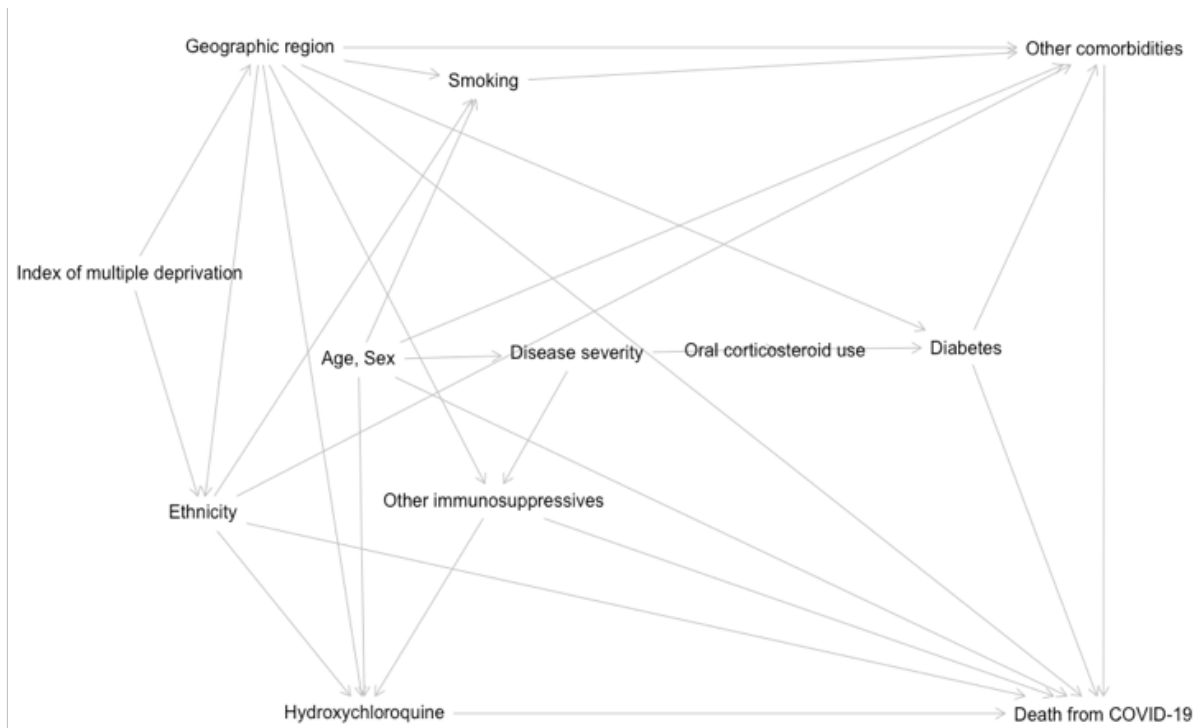 Geographic region
Other comorbidities
Smoking
Index of multiple deprivation
Age, Sex
Disease severity
Oral corticosteroid use
Diabetes
Ethnicity
Other immunosuppressives
Hydroxychloroquine
Death from COVID-19